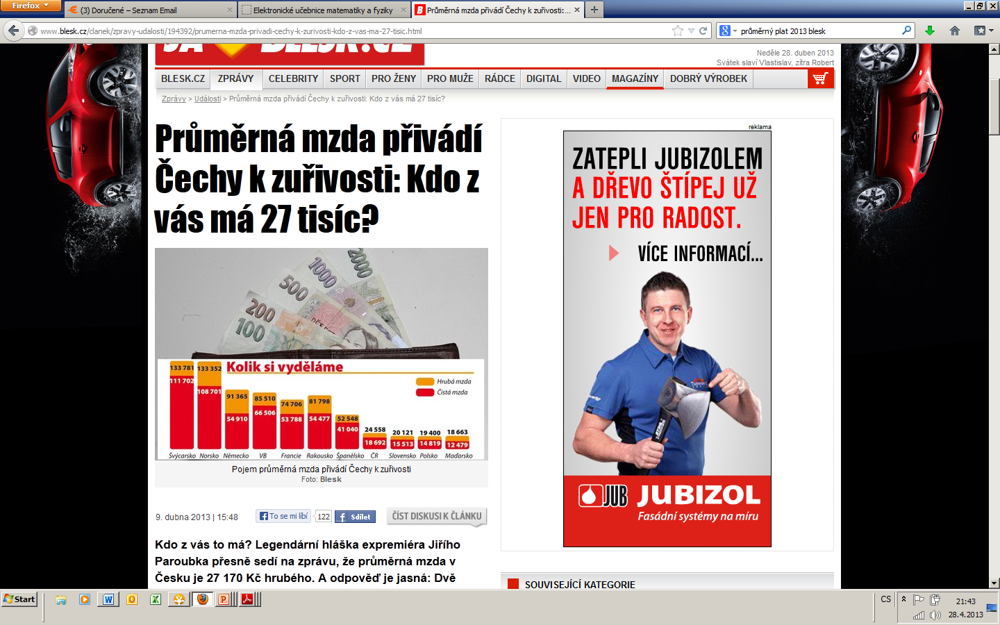 Firefox
(3) Doručené – Seznam Email
Elektronické učebnice matematiky a fyziky
Průměrná mzda přivádí Čechy k zuřivosti:...
www.blesk.cz/clanek/zpravy-udalosti/194392/prumerna-mzda-privadi-cechy-k-zurivosti-kdo-z-vas-ma-27-tisic.html
průměrný plat 2013 blesk
BLESK.CZ
Neděle 28. duben 2013
Svátek slaví Vlastislav, zítra Robert
BLESK.CZ ZPRÁVY CELEBRITY SPORT PRO ŽENY PRO MUŽE RÁDCE DIGITAL VIDEO MAGAZÍNY DOBRÝ VÝROBEK
Zprávy > Události > Průměrná mzda přivádí Čechy k zuřivosti: Kdo z vás má 27 tisíc?
Průměrná mzda přivádí
Čechy k zuřivosti: Kdo z
vás má 27 tisíc?
100 200 500 1000 2000
Kolik si vyděláme
Hrubá mzda
Čistá mzda
133 781 133 352 91 365 85 510 74 706 81 798 52 548 24 558 20 121 19 400 18 663
111 702 108 701 54 910 66 506 53 788 54 477 41 040 18 692 15 513 14 819 12 479
Švýcarsko Norsko Německo VB Francie Rakousko Španělsko ČR Slovensko Polsko Maďarsko
Pojem průměrná mzda přivádí Čechy k zuřivosti
Foto: Blesk
9. dubna 2013 | 15:48
To se mi líbí
122
Sdílet
ČÍST DISKUSI K ČLÁNKU
Kdo z vás to má? Legendární hláška expremiéra Jiřího
Paroubka přesně sedí na zprávu, že průměrná mzda v
Česku je 27 170 Kč hrubého. A odpověď je jasná: Dvě
reklama
ZATEPLI JUBIZOLEM
A DŘEVO ŠTÍPEJ UŽ
JEN PRO RADOST.
VÍCE INFORMACÍ...
JUB JUBIZOL
Fasádní systémy na míru
SOUVISEJÍCÍ KATEGORIE
Start
CS
21:43
28.4.2013